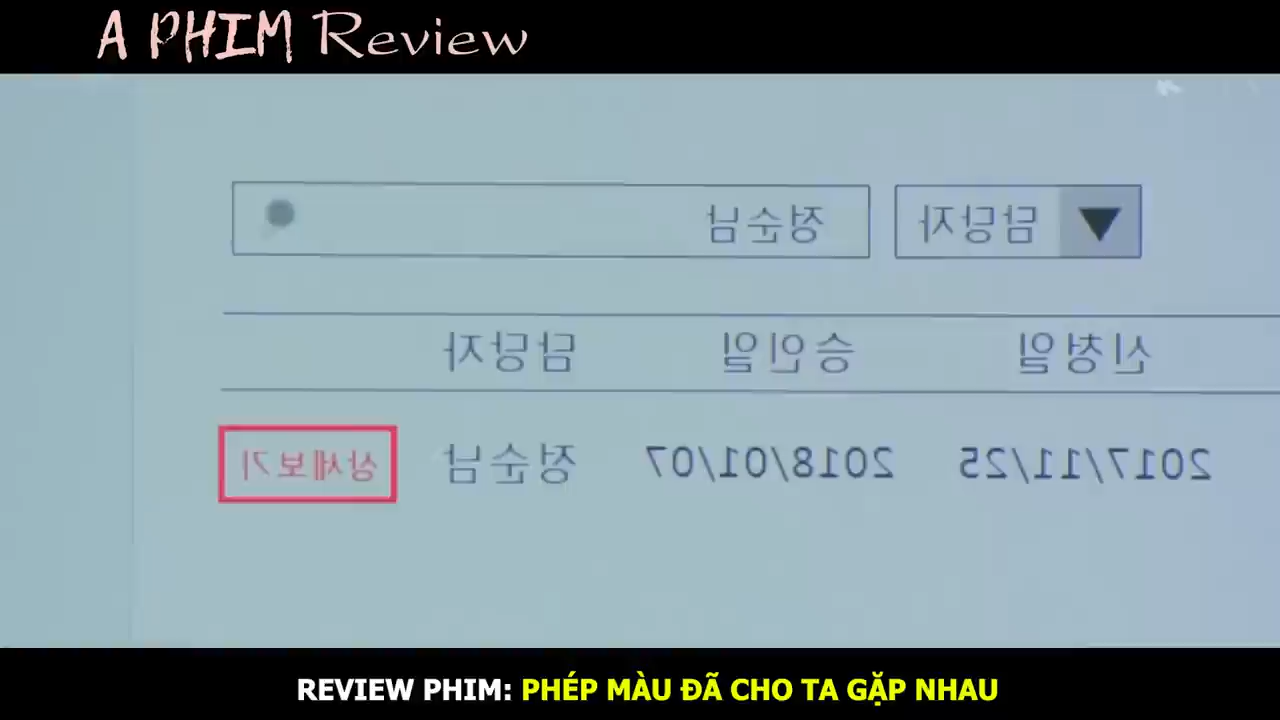 A PHIM Review
담당자 정순남
신청일 승인일 담당자
2017/11/25 2018/01/07 정순남 상세보기
REVIEW PHIM: PHÉP MÀU ĐÃ CHO TA GẶP NHAU